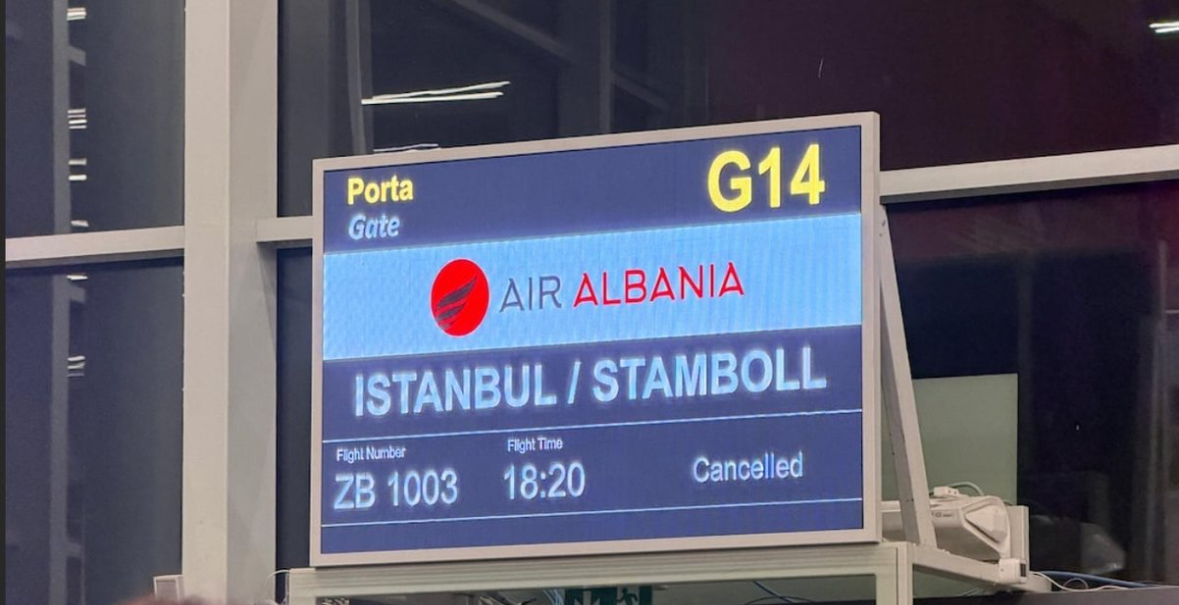 Porta
Gate
G14
AIR ALBANIA
ISTANBUL / STAMBOLL
Flight Number
ZB 1003
Flight Time
18:20
Cancelled